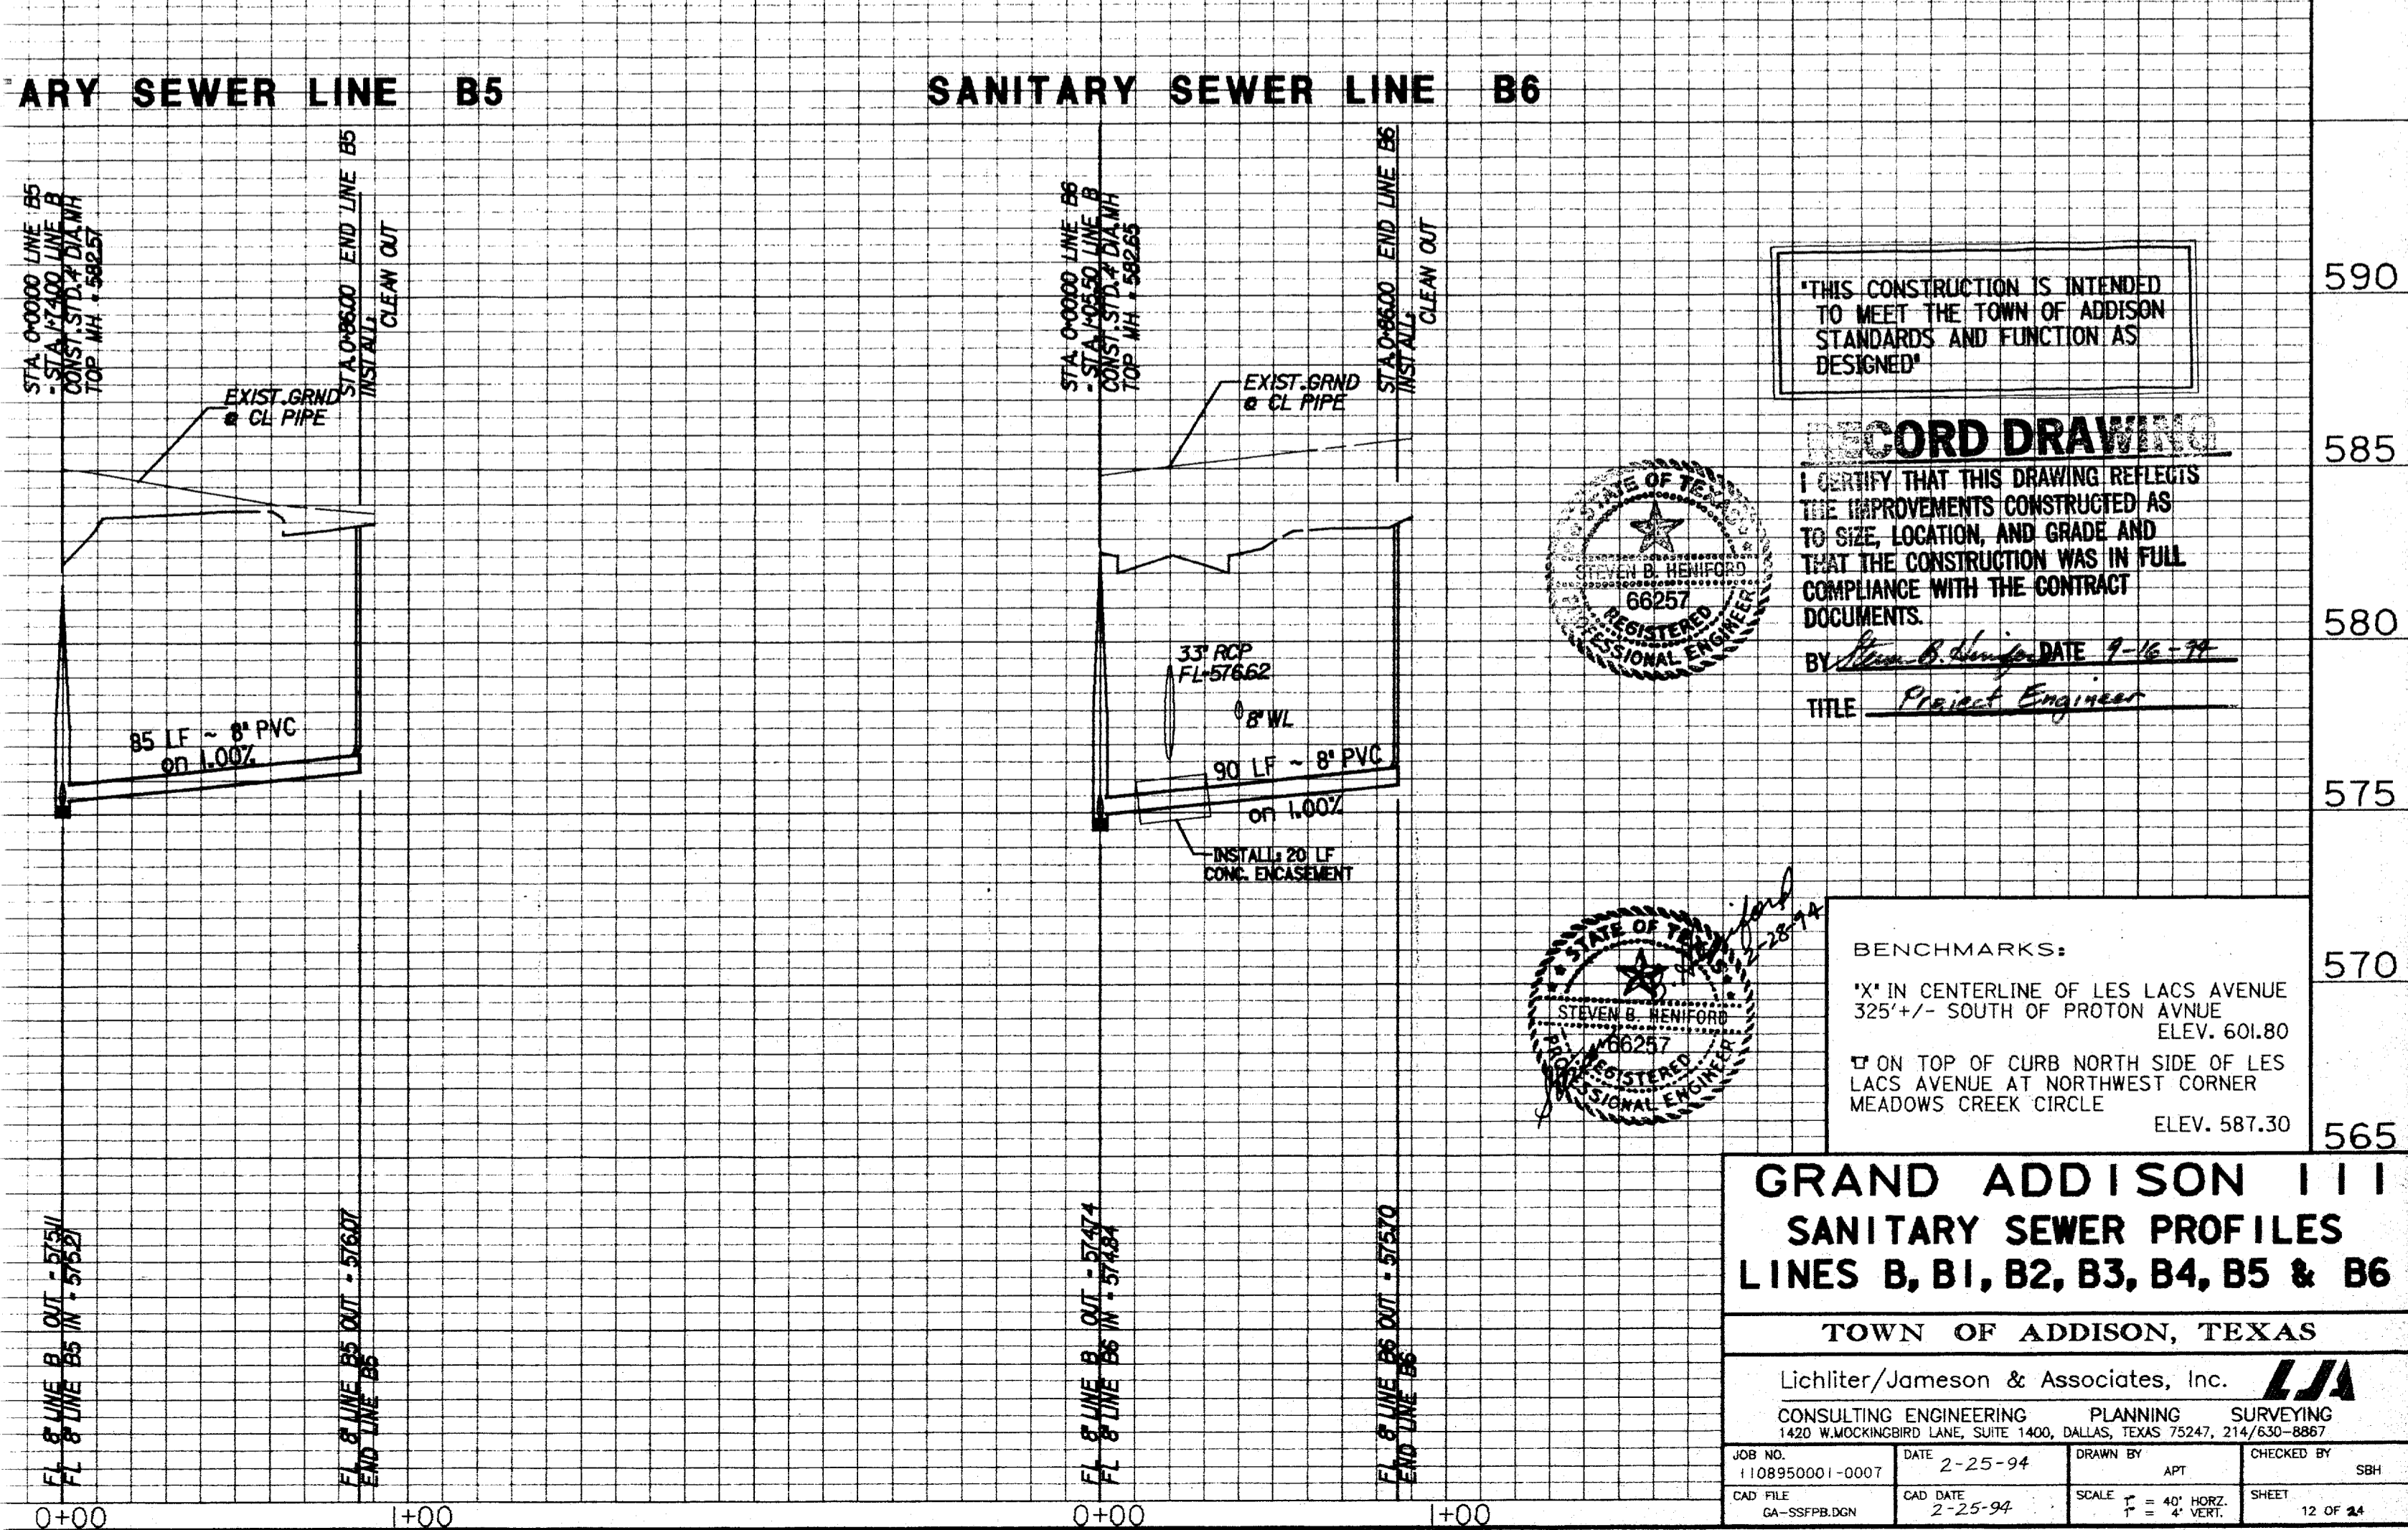 ARY SEWER LINE B5
STA. 0+00.00 LINE B5
= STA. 1+74.00 LINE B
CONST. STD. 4' DIA. MH
TOP MH = 582.57
STA. 0+86.00 END LINE B5
INSTALL:
CLEAN OUT
EXIST. GRND
@ CL PIPE
85 LF ~ 8" PVC
on 1.00%
FL 8" LINE B OUT = 575.11
FL 8" LINE B5 IN = 575.21
FL 8" LINE B5 OUT = 576.07
END LINE B5
0+00
1+00
SANITARY SEWER LINE B6
STA. 0+00.00 LINE B6
= STA. 1+05.50 LINE B
CONST. STD. 4' DIA. MH
TOP MH = 582.65
STA. 0+86.00 END LINE B6
INSTALL:
CLEAN OUT
EXIST. GRND
@ CL PIPE
33" RCP
FL=576.62
8" WL
90 LF ~ 8" PVC
on 1.00%
INSTALL: 20 LF
CONC. ENCASEMENT
FL 8" LINE B OUT = 574.74
FL 8" LINE B6 IN = 574.84
FL 8" LINE B6 OUT = 575.70
END LINE B6
0+00
1+00
590
585
580
575
570
565
"THIS CONSTRUCTION IS INTENDED
TO MEET THE TOWN OF ADDISON
STANDARDS AND FUNCTION AS
DESIGNED"
RECORD DRAWING
I CERTIFY THAT THIS DRAWING REFLECTS
THE IMPROVEMENTS CONSTRUCTED AS
TO SIZE, LOCATION, AND GRADE AND
THAT THE CONSTRUCTION WAS IN FULL
COMPLIANCE WITH THE CONTRACT
DOCUMENTS.
BY Steven B. Heniford DATE 9-16-94
TITLE Project Engineer
STATE OF TEXAS
STEVEN B. HENIFORD
66257
REGISTERED
PROFESSIONAL ENGINEER
STATE OF TEXAS
STEVEN B. HENIFORD
66257
REGISTERED
PROFESSIONAL ENGINEER
BENCHMARKS:
"X" IN CENTERLINE OF LES LACS AVENUE
325'+/- SOUTH OF PROTON AVNUE
ELEV. 601.80
"□" ON TOP OF CURB NORTH SIDE OF LES
LACS AVENUE AT NORTHWEST CORNER
MEADOWS CREEK CIRCLE
ELEV. 587.30
GRAND ADDISON III
SANITARY SEWER PROFILES
LINES B, B1, B2, B3, B4, B5 & B6
TOWN OF ADDISON, TEXAS
Lichliter/Jameson & Associates, Inc. LJA
CONSULTING ENGINEERING PLANNING SURVEYING
1420 W.MOCKINGBIRD LANE, SUITE 1400, DALLAS, TEXAS 75247, 214/630-8867
JOB NO. 1108950001-0007
DATE 2-25-94
DRAWN BY APT
CHECKED BY SBH
CAD FILE GA-SSFPB.DGN
CAD DATE 2-25-94
SCALE 1" = 40' HORZ.
1" = 4' VERT.
SHEET 12 OF 24